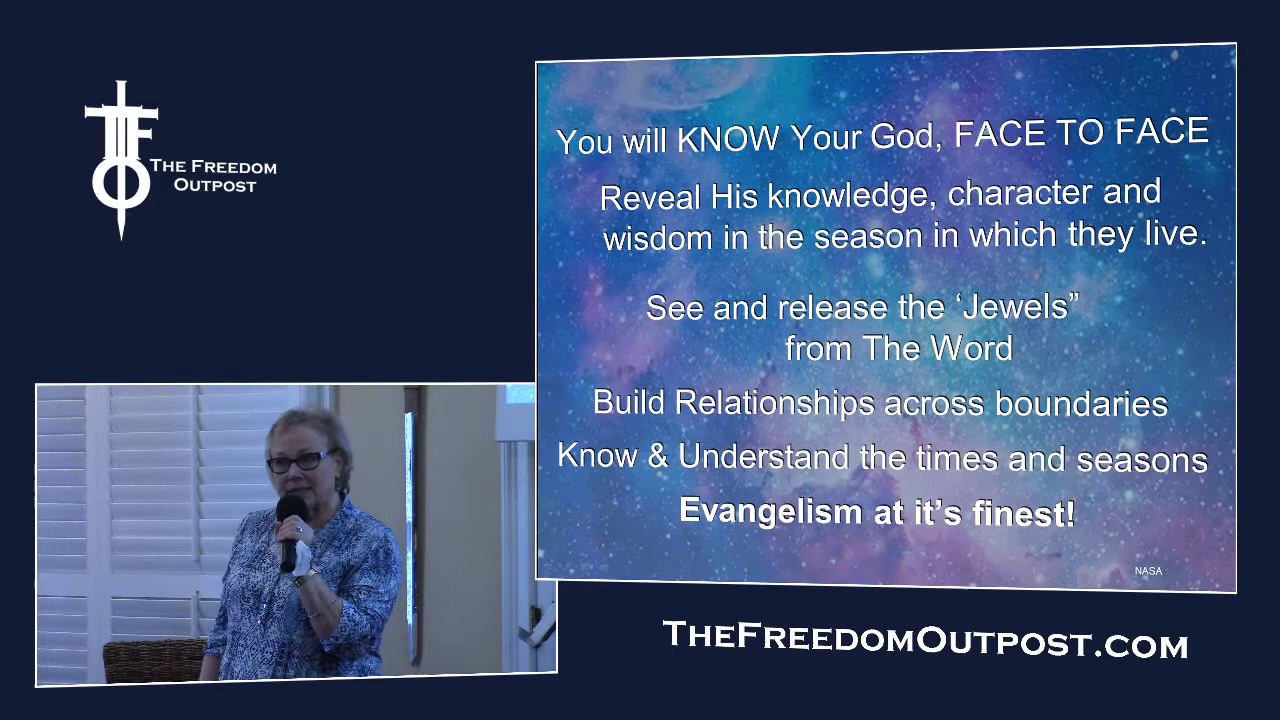 TFO
The Freedom
Outpost
You will KNOW Your God, FACE TO FACE
Reveal His knowledge, character and
wisdom in the season in which they live.
See and release the ‘Jewels”
from The Word
Build Relationships across boundaries
Know & Understand the times and seasons
Evangelism at it’s finest!
NASA
TheFreedomOutpost.com